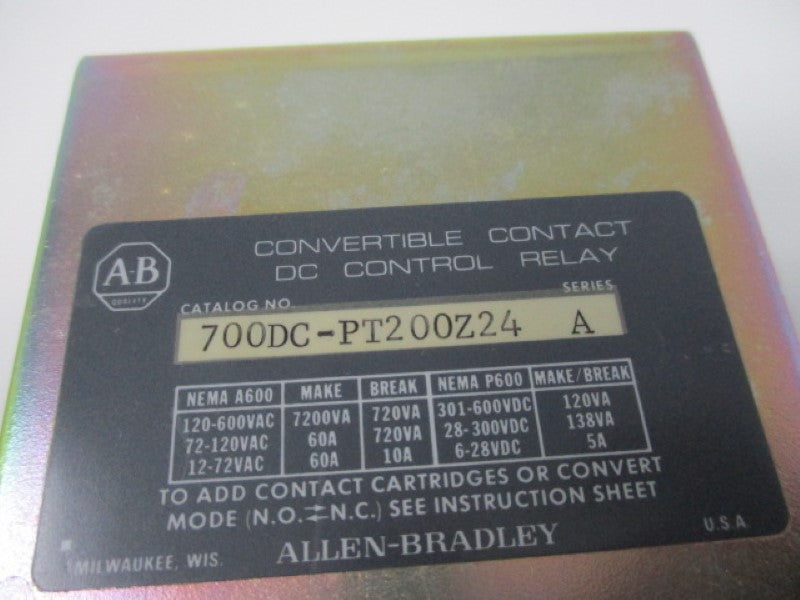 CONVERTIBLE CONTACT
DC CONTROL RELAY
A-B
QUALITY
CATALOG NO. SERIES
700DC-PT200Z24 A
NEMA A600 MAKE BREAK NEMA P600 MAKE/BREAK
120-600VAC 7200VA 720VA 301-600VDC 120VA
72-120VAC 60A 720VA 28-300VDC 138VA
12-72VAC 60A 10A 6-28VDC 5A
TO ADD CONTACT CARTRIDGES OR CONVERT
MODE (N.O.⇄N.C.) SEE INSTRUCTION SHEET
MILWAUKEE, WIS. ALLEN-BRADLEY U.S.A.